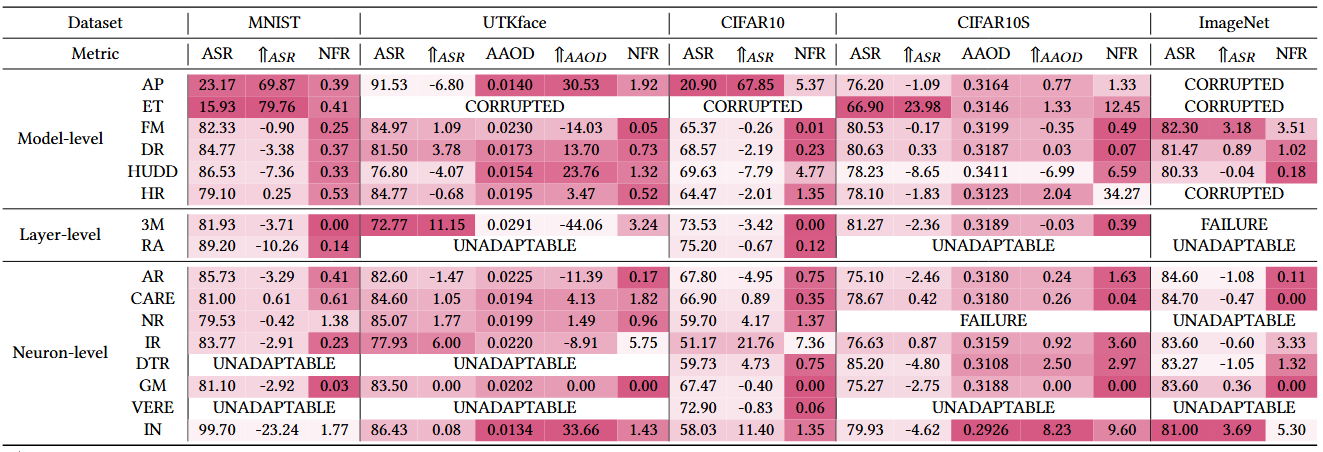 Dataset MNIST UTKface CIFAR10 CIFAR10S ImageNet
Metric ASR ⇑ASR NFR ASR ⇑ASR AAOD ⇑AAOD NFR ASR ⇑ASR NFR ASR ⇑ASR AAOD ⇑AAOD NFR ASR ⇑ASR NFR
AP 23.17 69.87 0.39 91.53 -6.80 0.0140 30.53 1.92 20.90 67.85 5.37 76.20 -1.09 0.3164 0.77 1.33 CORRUPTED
ET 15.93 79.76 0.41 CORRUPTED CORRUPTED 66.90 23.98 0.3146 1.33 12.45 CORRUPTED
FM 82.33 -0.90 0.25 84.97 1.09 0.0230 -14.03 0.05 65.37 -0.26 0.01 80.53 -0.17 0.3199 -0.35 0.49 82.30 3.18 3.51
Model-level
DR 84.77 -3.38 0.37 81.50 3.78 0.0173 13.70 0.73 68.57 -2.19 0.23 80.63 0.33 0.3187 0.03 0.07 81.47 0.89 1.02
HUDD 86.53 -7.36 0.33 76.80 -4.07 0.0154 23.76 1.32 69.63 -7.79 4.77 78.23 -8.65 0.3411 -6.99 6.59 80.33 -0.04 0.18
HR 79.10 0.25 0.53 84.77 -0.68 0.0195 3.47 0.52 64.47 -2.01 1.35 78.10 -1.83 0.3123 2.04 34.27 CORRUPTED
3M 81.93 -3.71 0.00 72.77 11.15 0.0291 -44.06 3.24 73.53 -3.42 0.00 81.27 -2.36 0.3189 -0.03 0.39 FAILURE
Layer-level
RA 89.20 -10.26 0.14 UNADAPTABLE 75.20 -0.67 0.12 UNADAPTABLE UNADAPTABLE
AR 85.73 -3.29 0.41 82.60 -1.47 0.0225 -11.39 0.17 67.80 -4.95 0.75 75.10 -2.46 0.3180 0.24 1.63 84.60 -1.08 0.11
CARE 81.00 0.61 0.61 84.60 1.05 0.0194 4.13 1.82 66.90 0.89 0.35 78.67 0.42 0.3180 0.26 0.04 84.70 -0.47 0.00
NR 79.53 -0.42 1.38 85.07 1.77 0.0199 1.49 0.96 59.70 4.17 1.37 FAILURE UNADAPTABLE
IR 83.77 -2.91 0.23 77.93 6.00 0.0220 -8.91 5.75 51.17 21.76 7.36 76.63 0.87 0.3159 0.92 3.60 83.60 -0.60 3.33
Neuron-level
DTR UNADAPTABLE UNADAPTABLE 59.73 4.73 0.75 85.20 -4.80 0.3108 2.50 2.97 83.27 -1.05 1.32
GM 81.10 -2.92 0.03 83.50 0.00 0.0202 0.00 0.00 67.47 -0.40 0.00 75.27 -2.75 0.3188 0.00 0.00 83.60 0.36 0.00
VERE UNADAPTABLE UNADAPTABLE 72.90 -0.83 0.06 UNADAPTABLE UNADAPTABLE
IN 99.70 -23.24 1.77 86.43 0.08 0.0134 33.66 1.43 58.03 11.40 1.35 79.93 -4.62 0.2926 8.23 9.60 81.00 3.69 5.30